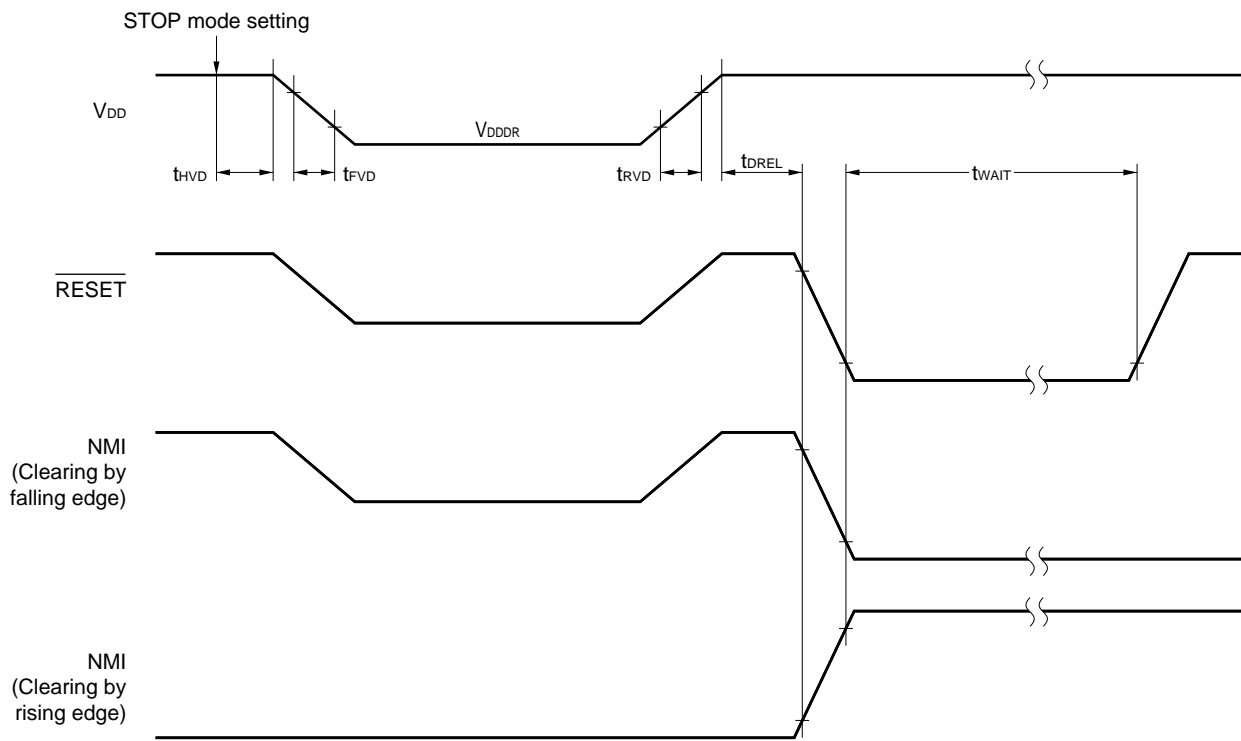 STOP mode setting
VDD
VDDDR
tHVD
tFVD
tRVD
tDREL
tWAIT
RESET
NMI
(Clearing by
falling edge)
NMI
(Clearing by
rising edge)